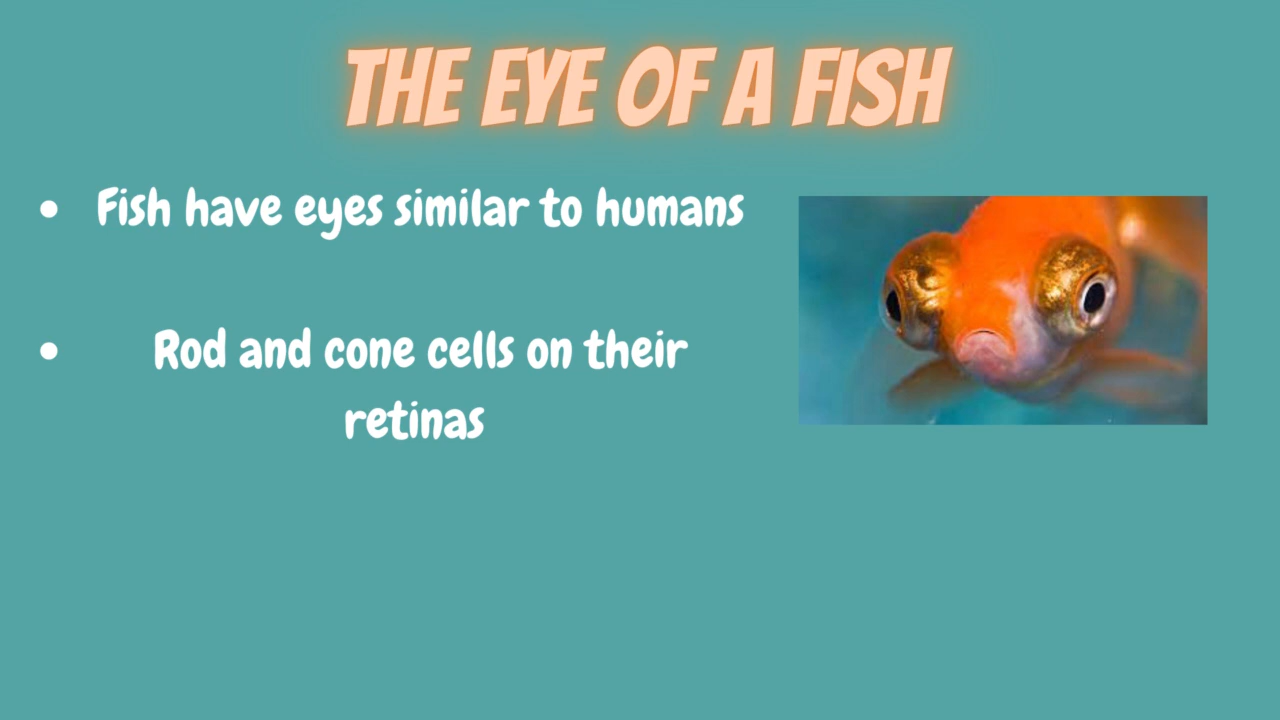 THE EYE OF A FISH
• Fish have eyes similar to humans
• Rod and cone cells on their
retinas